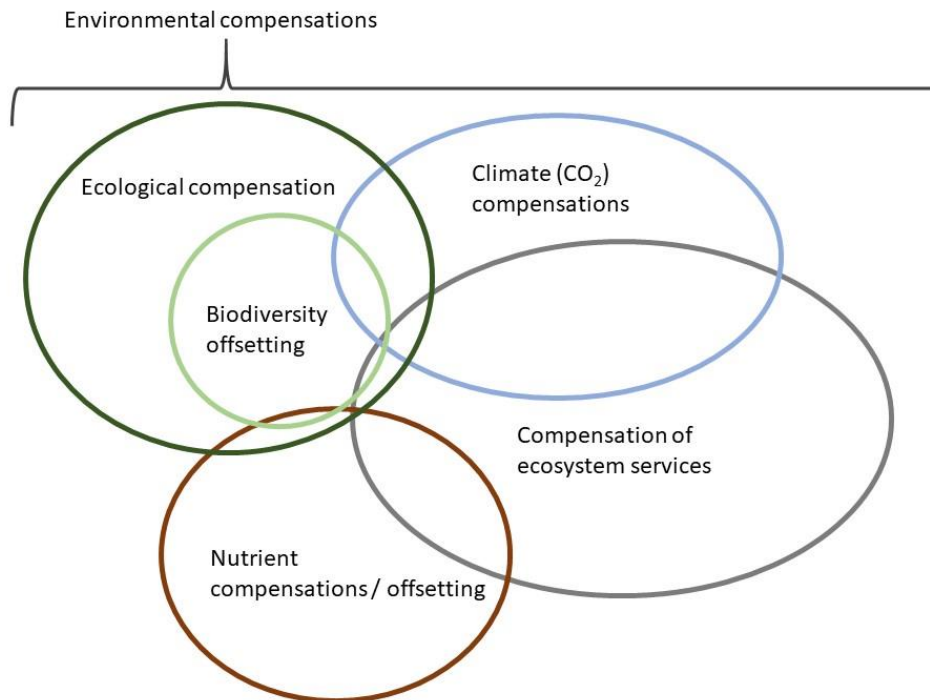 Environmental compensations
Ecological compensation
Climate (CO₂)
compensations
Biodiversity
offsetting
Compensation of
ecosystem services
Nutrient
compensations / offsetting